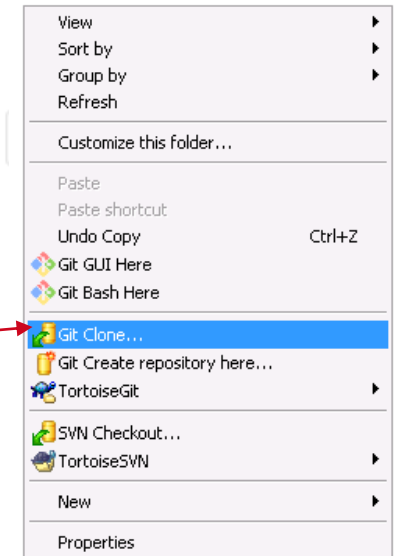 View
Sort by
Group by
Refresh
Customize this folder...
Paste
Paste shortcut
Undo Copy Ctrl+Z
Git GUI Here
Git Bash Here
Git Clone...
Git Create repository here...
TortoiseGit
SVN Checkout...
TortoiseSVN
New
Properties